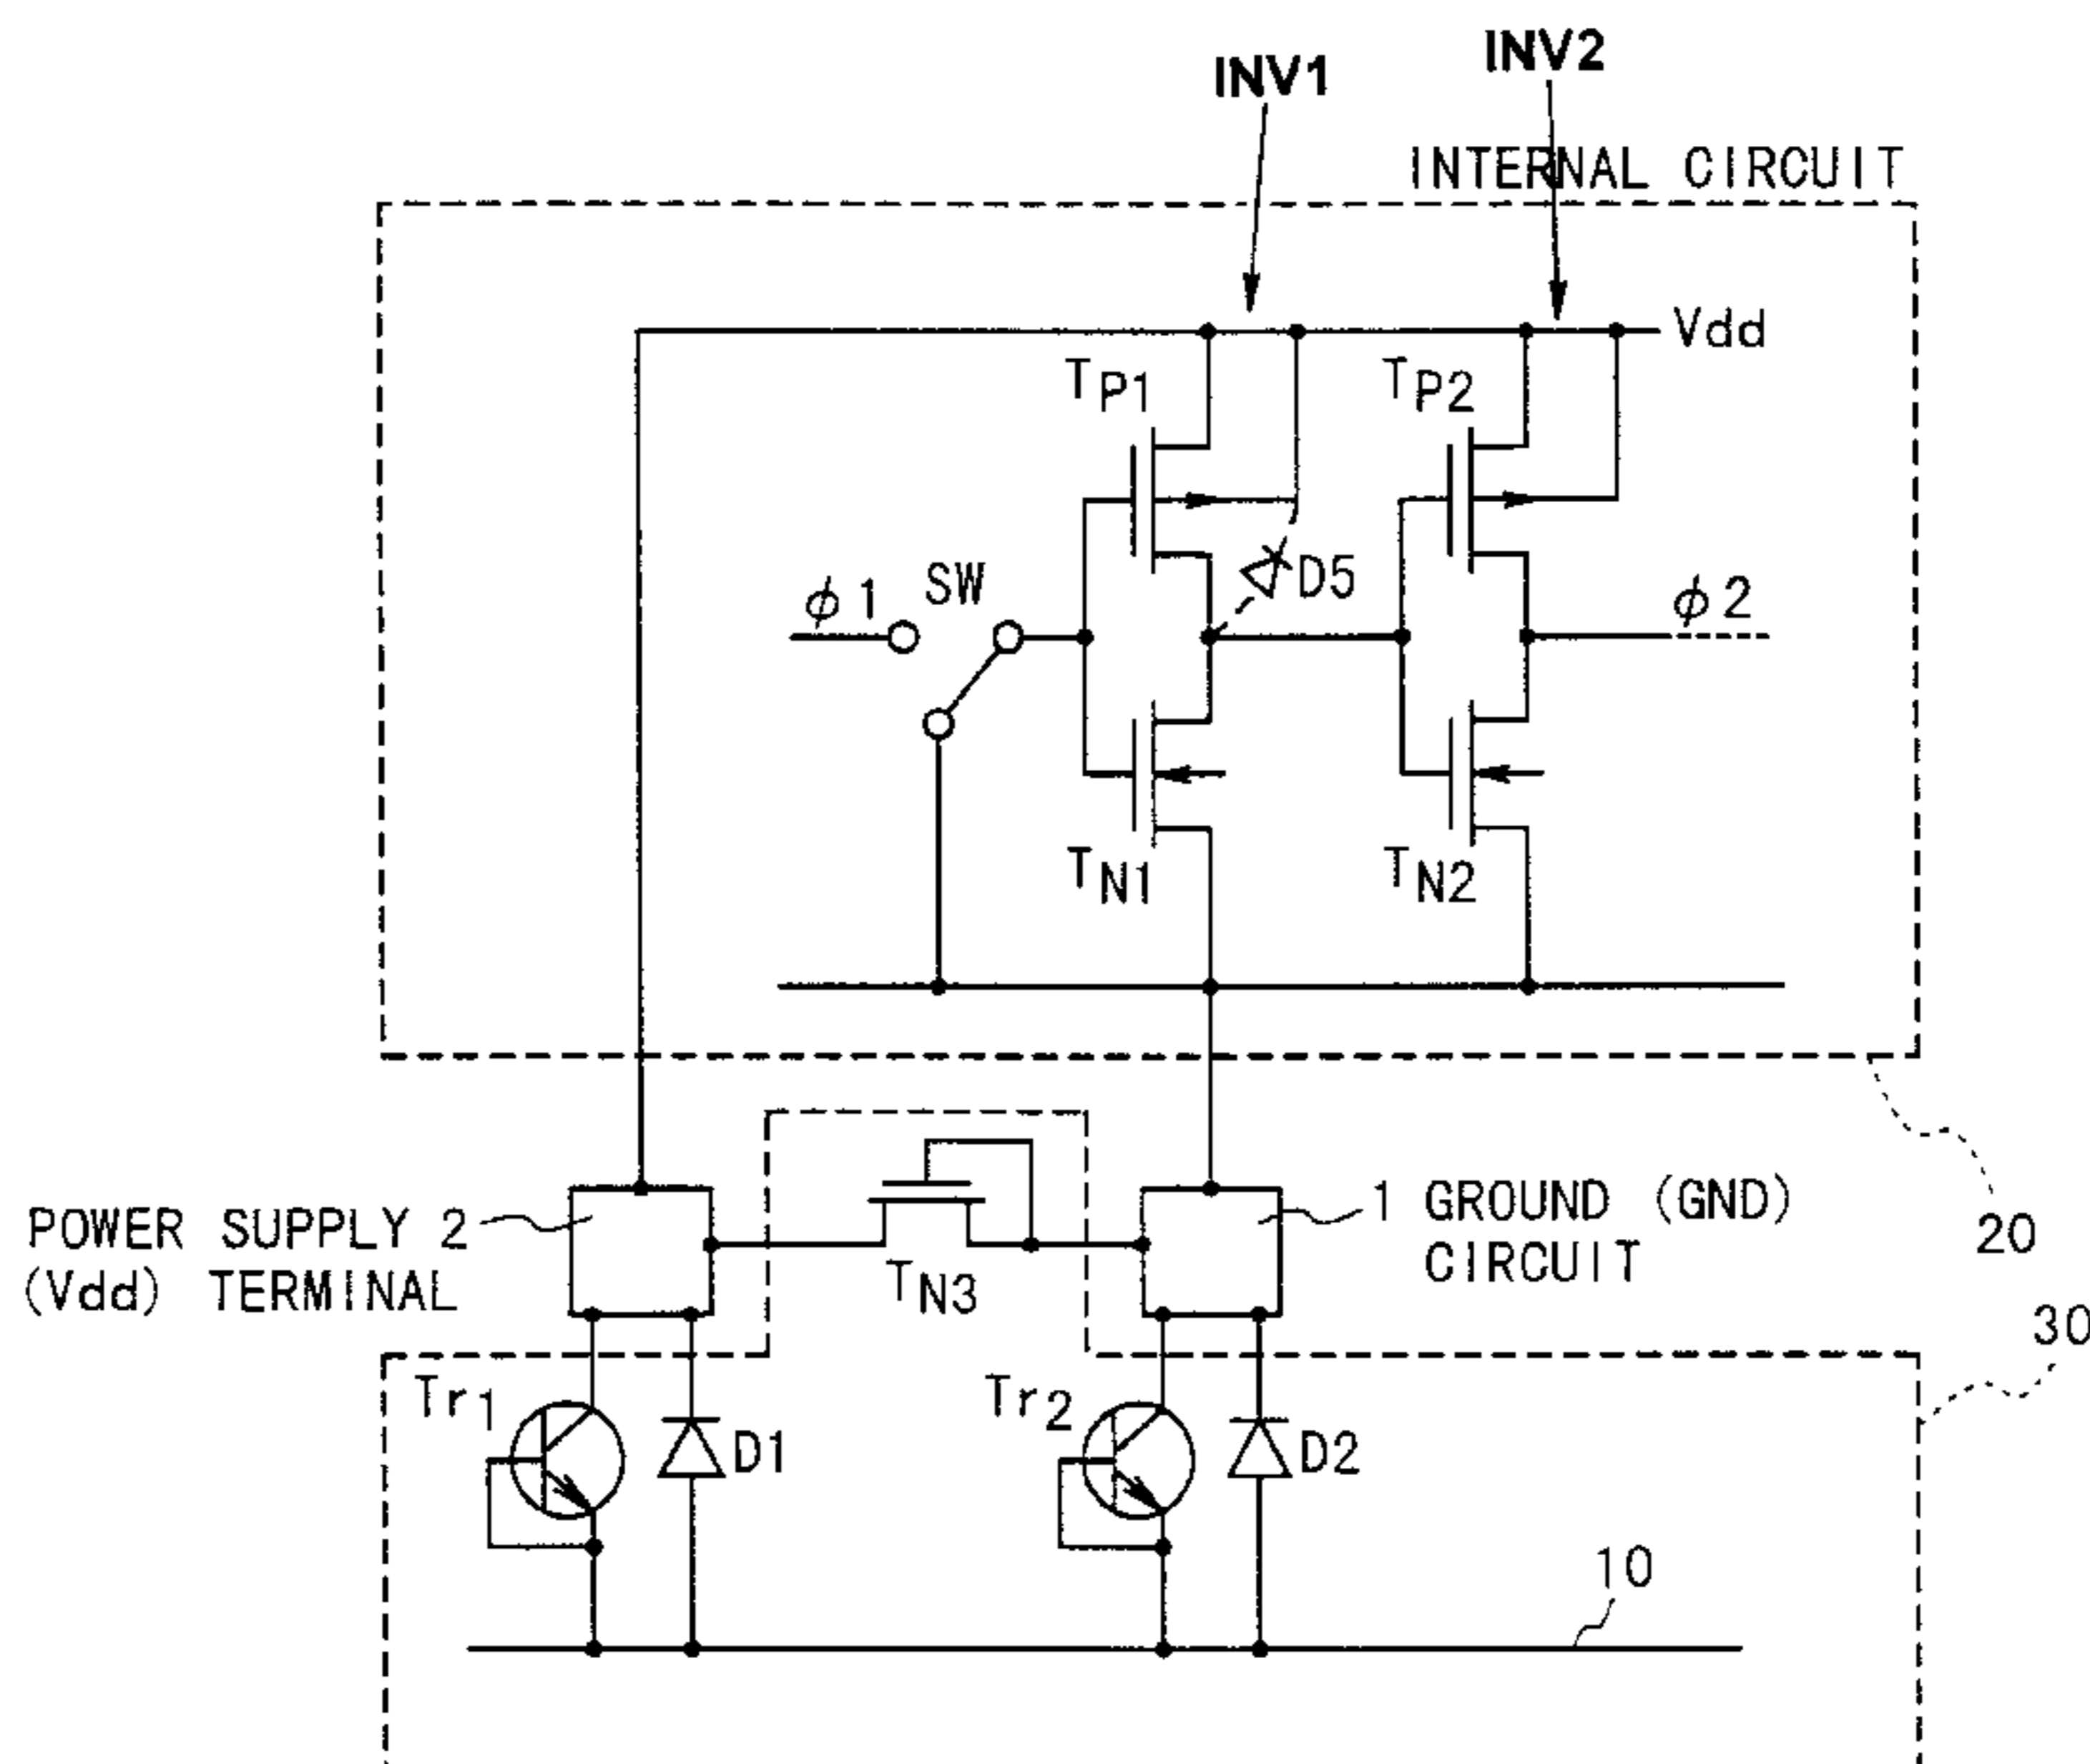 INV1
INV2
INTERNAL CIRCUIT
Vdd
TP1
TP2
D5
ϕ1
SW
ϕ2
TN1
TN2
POWER SUPPLY 2
(Vdd) TERMINAL
TN3
1 GROUND (GND)
CIRCUIT
20
30
Tr1
D1
Tr2
D2
10